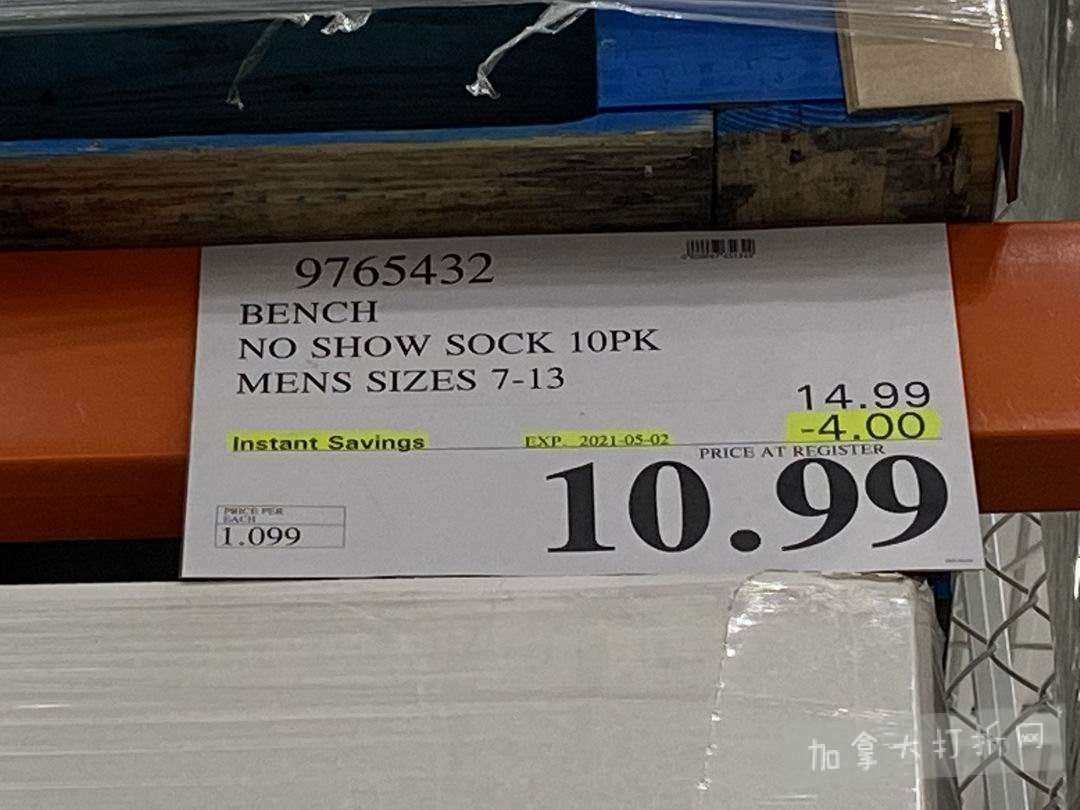 9765432
BENCH
NO SHOW SOCK 10PK
MENS SIZES 7-13
14.99
-4.00
Instant Savings
EXP. 2021-05-02
PRICE AT REGISTER
10.99
PRICE PER
EACH
1.099
加拿大打折网